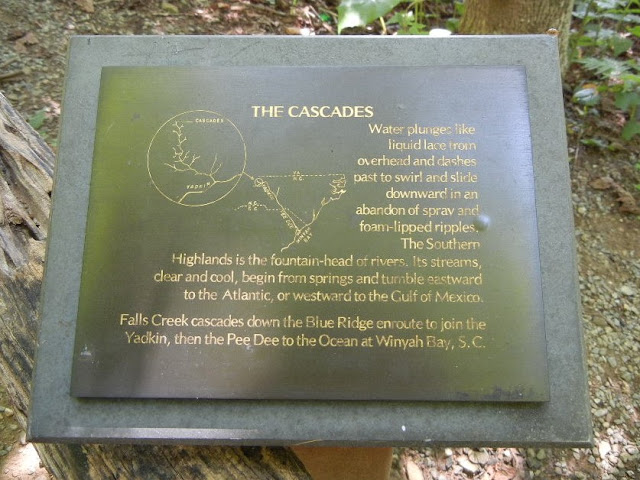 THE CASCADES
CASCADES
YADKIN
Water plunges like
liquid lace from
overhead and dashes
past to swirl and slide
downward in an
abandon of spray and
foam-lipped ripples.
The Southern
Highlands is the fountain-head of rivers. Its streams,
clear and cool, begin from springs and tumble eastward
to the Atlantic, or westward to the Gulf of Mexico.
Falls Creek cascades down the Blue Ridge enroute to join the
Yadkin, then the Pee Dee to the Ocean at Winyah Bay, S.C.